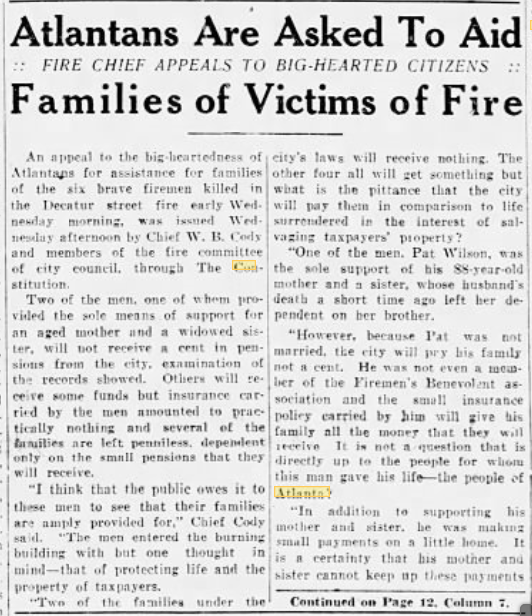 Atlantans Are Asked To Aid
:: FIRE CHIEF APPEALS TO BIG-HEARTED CITIZENS ::
Families of Victims of Fire
An appeal to the big-heartedness of
Atlantans for assistance for families
of the six brave firemen killed in
the Decatur street fire early Wed-
nesday morning, was issued Wed-
nesday afternoon by Chief W. B. Cody
and members of the fire committee
of city council, through The Con-
stitution.
Two of the men, one of whom pro-
vided the sole means of support for
an aged mother and a widowed sis-
ter, will not receive a cent in pen-
sions from the city, examination of
the records showed. Others will re-
ceive some funds but insurance car-
ried by the men amounted to prac-
tically nothing and several of the
families are left penniless, dependent
only on the small pensions that they
will receive.
"I think that the public owes it to
these men to see that their families
are amply provided for," Chief Cody
said. "The men entered the burning
building with but one thought in
mind—that of protecting life and the
property of taxpayers.
"Two of the families under the
city's laws will receive nothing. The
other four all will get something but
what is the pittance that the city
will pay them in comparison to life
surrendered in the interest of sal-
vaging taxpayers' property?
"One of the men, Pat Wilson, was
the sole support of his 88-year-old
mother and a sister, whose husband's
death a short time ago left her de-
pendent on her brother.
"However, because Pat was not
married, the city will pay his family
not a cent. He was not even a mem-
ber of the Firemen's Benevolent as-
sociation and the small insurance
policy carried by him will give his
family all the money that they will
receive It is not a question that is
directly up to the people for whom
this man gave his life—the people of
Atlanta?
"In addition to supporting his
mother and sister, he was making
small payments on a little home. It
is a certainty that his mother and
sister cannot keep up these payments
Continued on Page 12, Column 7.